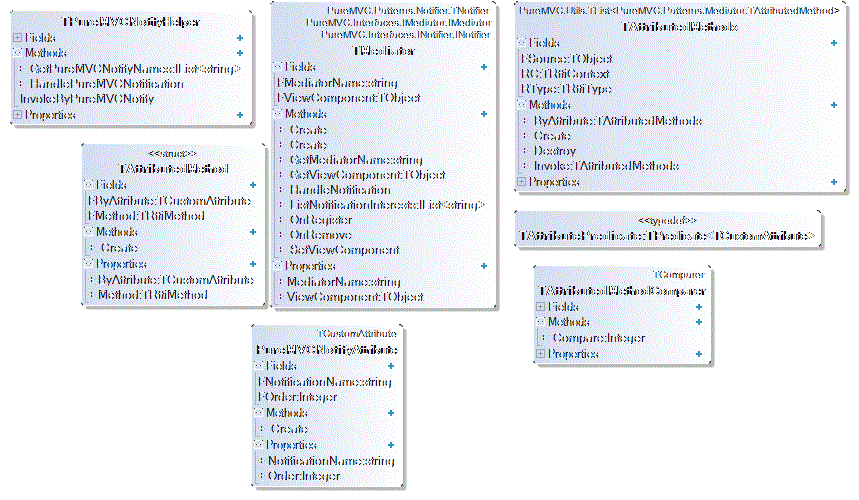 TPureMVCNotifyHelper
Fields
Methods
GetPureMVCNotifyNames:IList<string>
HandlePureMVCNotification
InvokeByPureMVCNotify
Properties
<<struct>>
TAttributedMethod
Fields
FByAttribute:TCustomAttribute
FMethod:TRttiMethod
Methods
Create
Properties
ByAttribute:TCustomAttribute
Method:TRttiMethod
PureMVC.Patterns.Notifier.TNotifier
PureMVC.Interfaces.IMediator.IMediator
PureMVC.Interfaces.INotifier.INotifier
TMediator
Fields
FMediatorName:string
FViewComponent:TObject
Methods
Create
Create
GetMediatorName:string
GetViewComponent:TObject
HandleNotification
ListNotificationInterests:IList<string>
OnRegister
OnRemove
SetViewComponent
Properties
MediatorName:string
ViewComponent:TObject
PureMVC.Utils.TList<PureMVC.Patterns.Mediator.TAttributedMethod>
TAttributedMethods
Fields
FSource:TObject
RC:TRttiContext
RType:TRttiType
Methods
ByAttribute:TAttributedMethods
Create
Destroy
Invoke:TAttributedMethods
Properties
<<typedef>>
TAttributePredicate:TPredicate<TCustomAttribute>
TComparer
TAttributedMethodComparer
Fields
Methods
Compare:Integer
Properties
TCustomAttribute
PureMVCNotifyAttribute
Fields
FNotificationName:string
FOrder:Integer
Methods
Create
Properties
NotificationName:string
Order:Integer